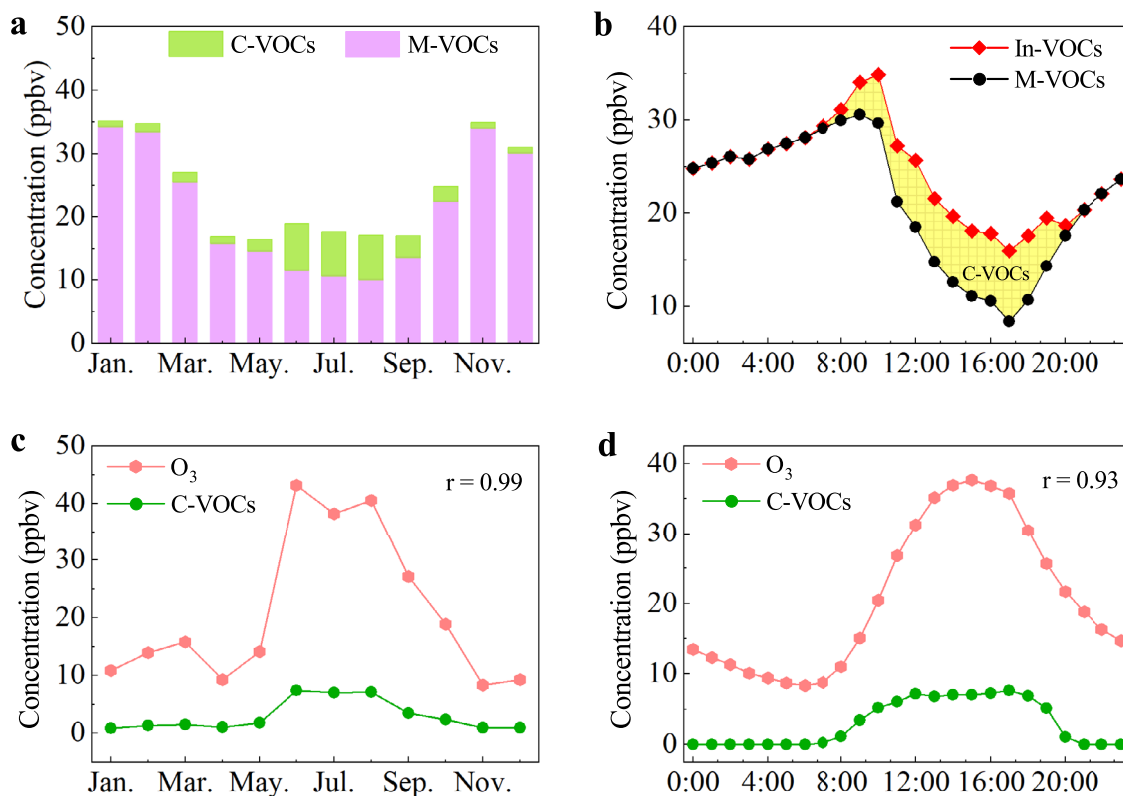 a
C-VOCs
M-VOCs
Concentration (ppbv)
50
40
30
20
10
0
Jan.
Mar.
May.
Jul.
Sep.
Nov.
b
In-VOCs
M-VOCs
C-VOCs
Concentration (ppbv)
40
30
20
10
0:00
4:00
8:00
12:00
16:00
20:00
c
O3
C-VOCs
r = 0.99
Concentration (ppbv)
50
40
30
20
10
0
Jan.
Mar.
May.
Jul.
Sep.
Nov.
d
O3
C-VOCs
r = 0.93
Concentration (ppbv)
40
30
20
10
0
0:00
4:00
8:00
12:00
16:00
20:00